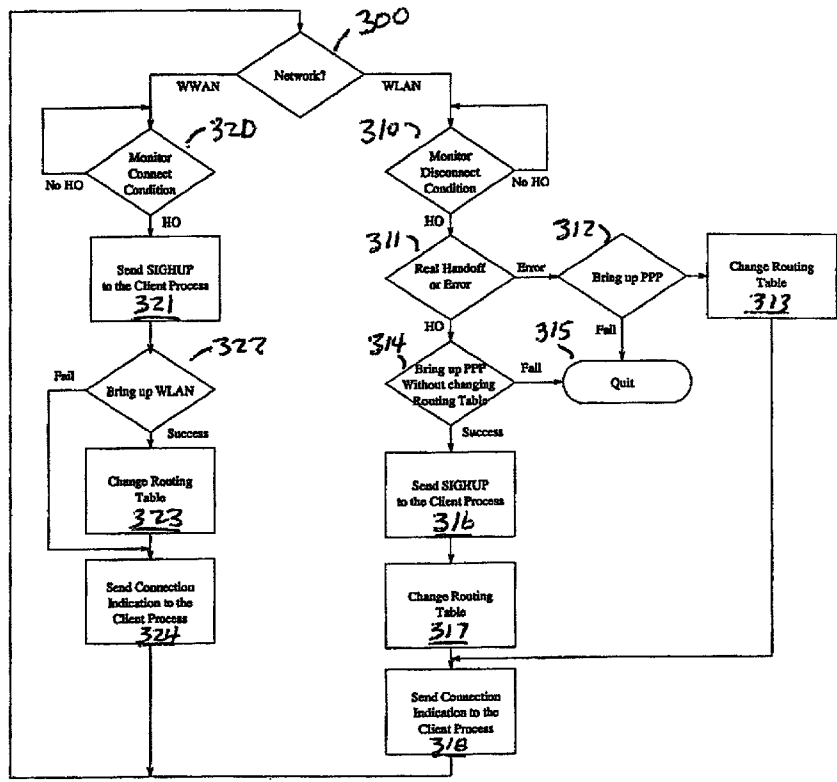 300
Network?
WWAN
WLAN
320
310
Monitor
Connect
Condition
No HO
HO
Monitor
Disconnect
Condition
No HO
HO
Send SIGHUP
to the Client Process
321
311
Real Handoff
or Error
Error
HO
312
Bring up PPP
Fail
Change Routing
Table
313
322
Bring up WLAN
Fail
Success
314
Bring up PPP
Without changing
Routing Table
Fail
Success
315
Quit
Change Routing
Table
323
Send SIGHUP
to the Client Process
316
Send Connection
Indication to the
Client Process
324
Change Routing
Table
317
Send Connection
Indication to the
Client Process
318